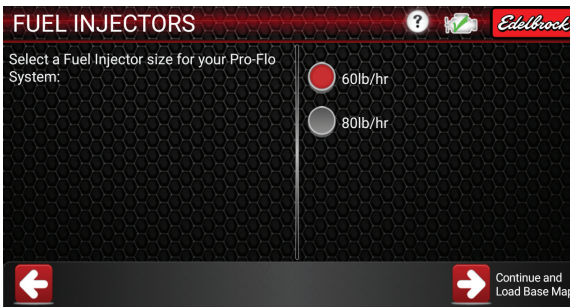 FUEL INJECTORS
?
Edelbrock
Select a Fuel Injector size for your Pro-Flo
System:
60lb/hr
80lb/hr
Continue and
Load Base Map